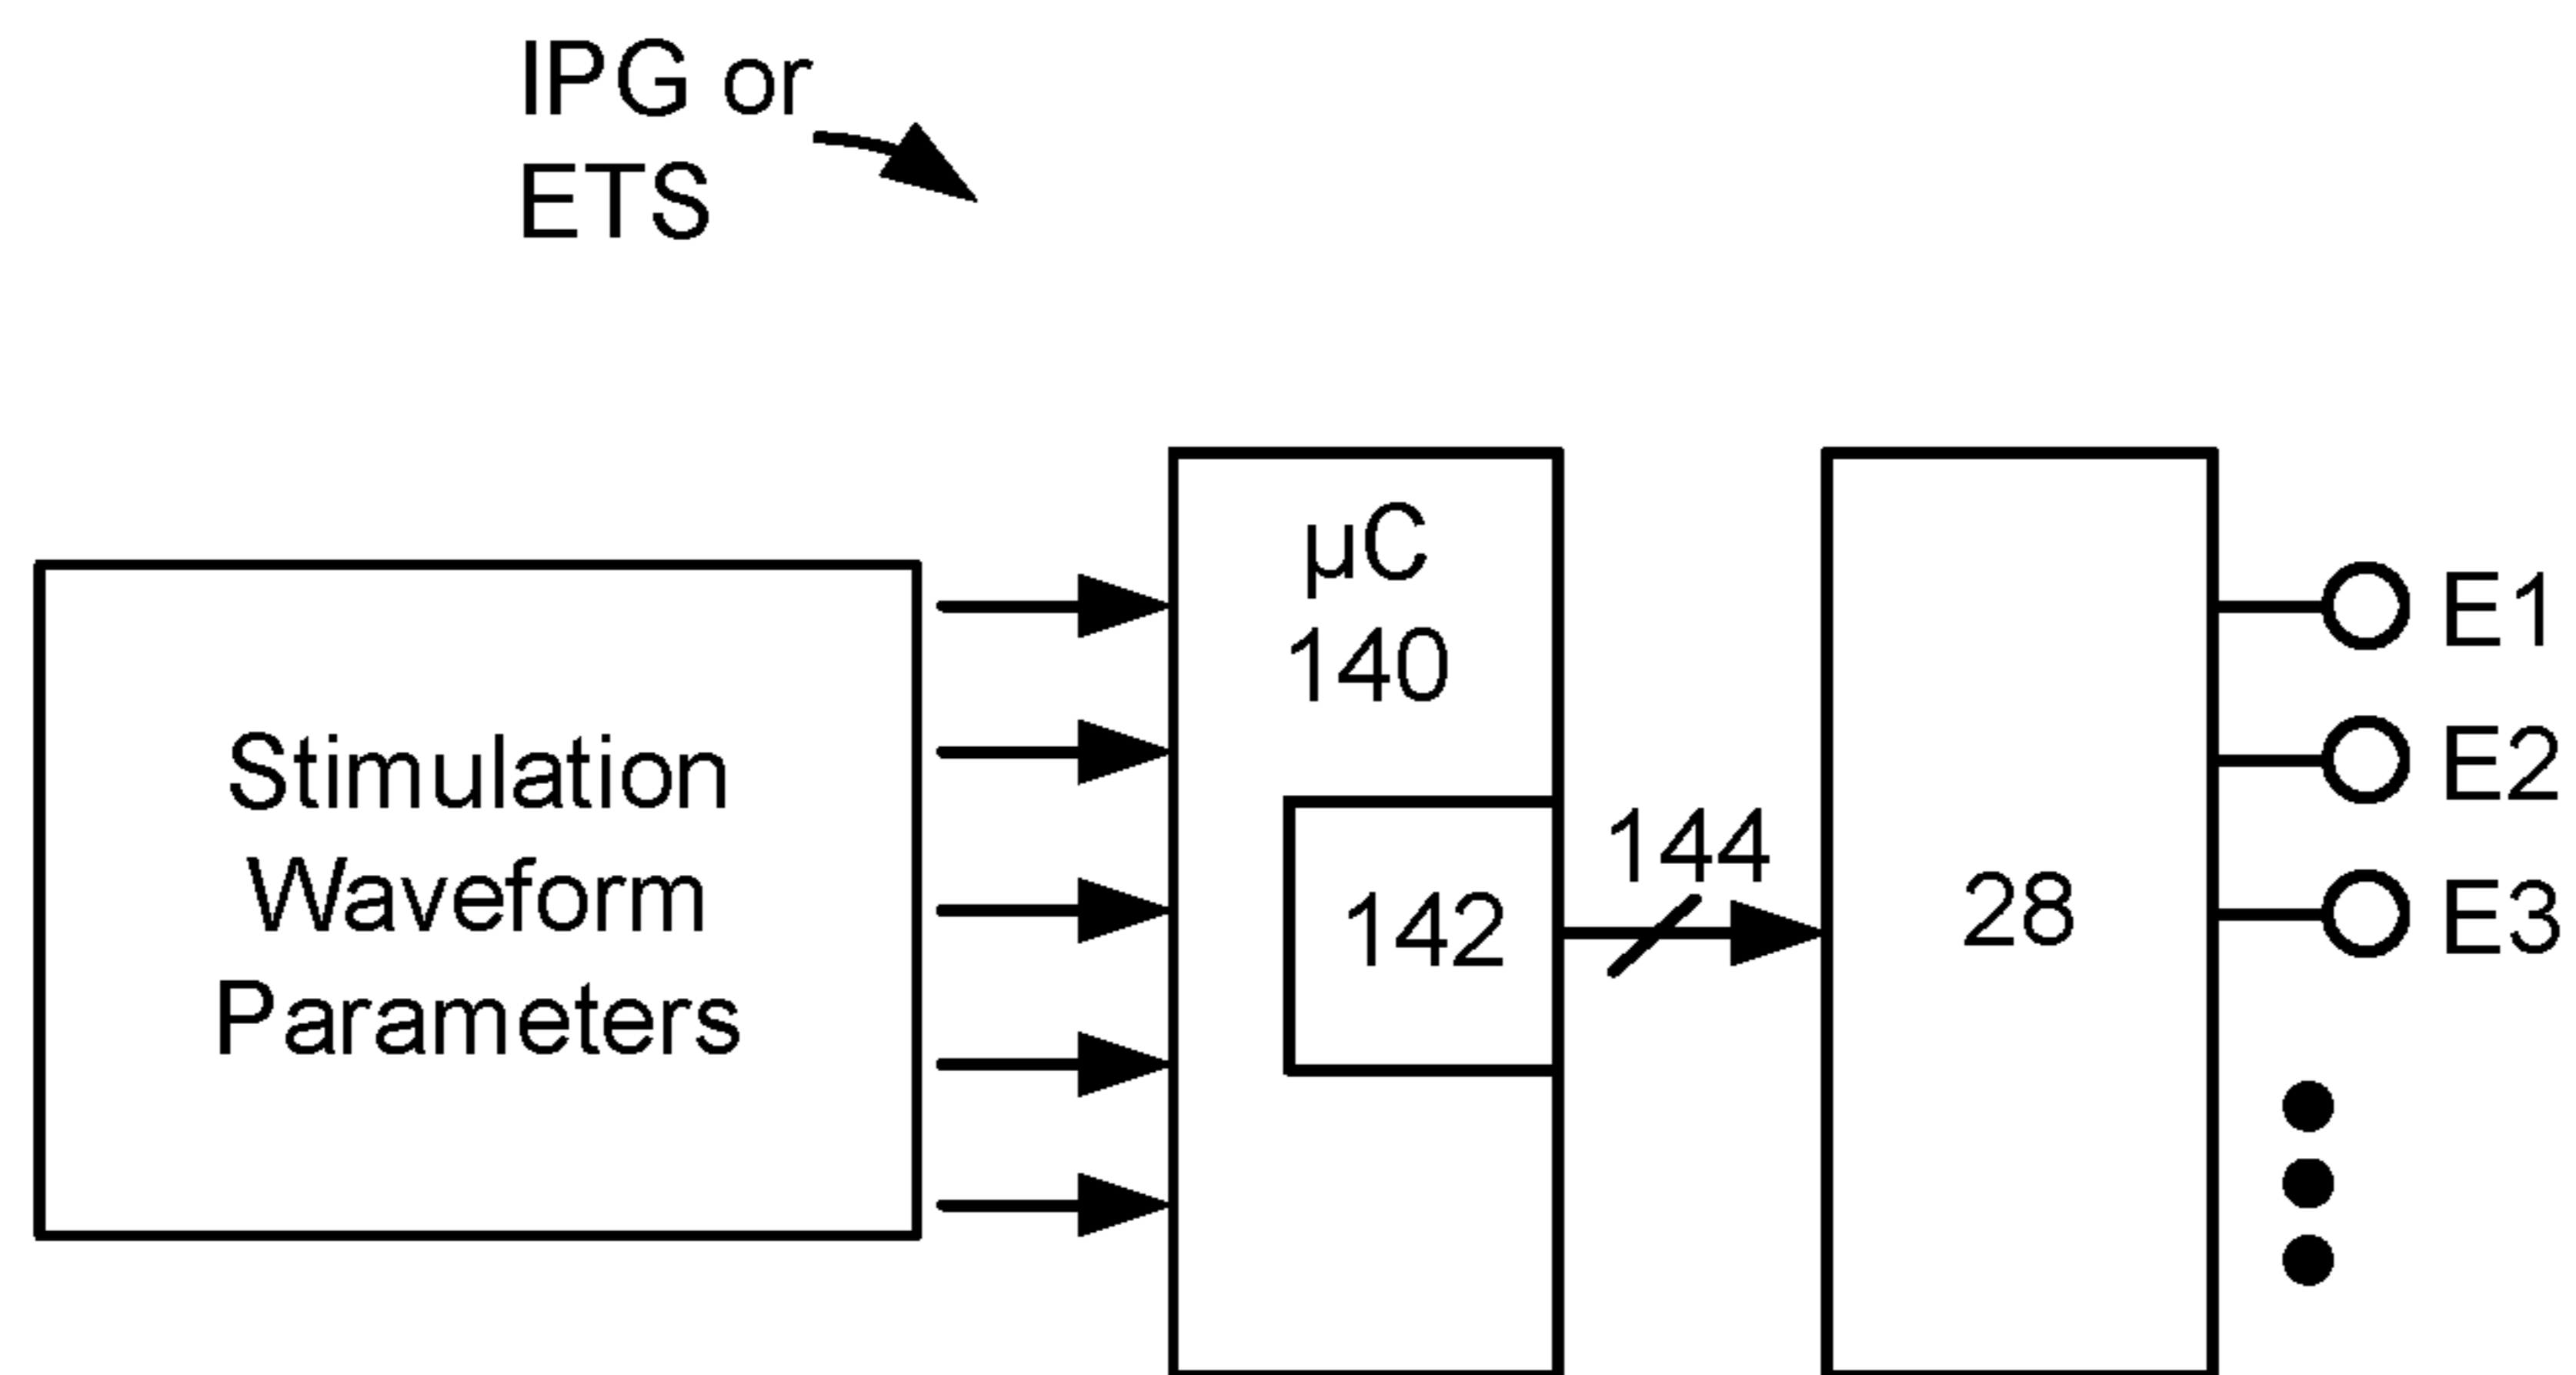 IPG or
ETS
Stimulation
Waveform
Parameters
µC
140
142
144
28
E1
E2
E3